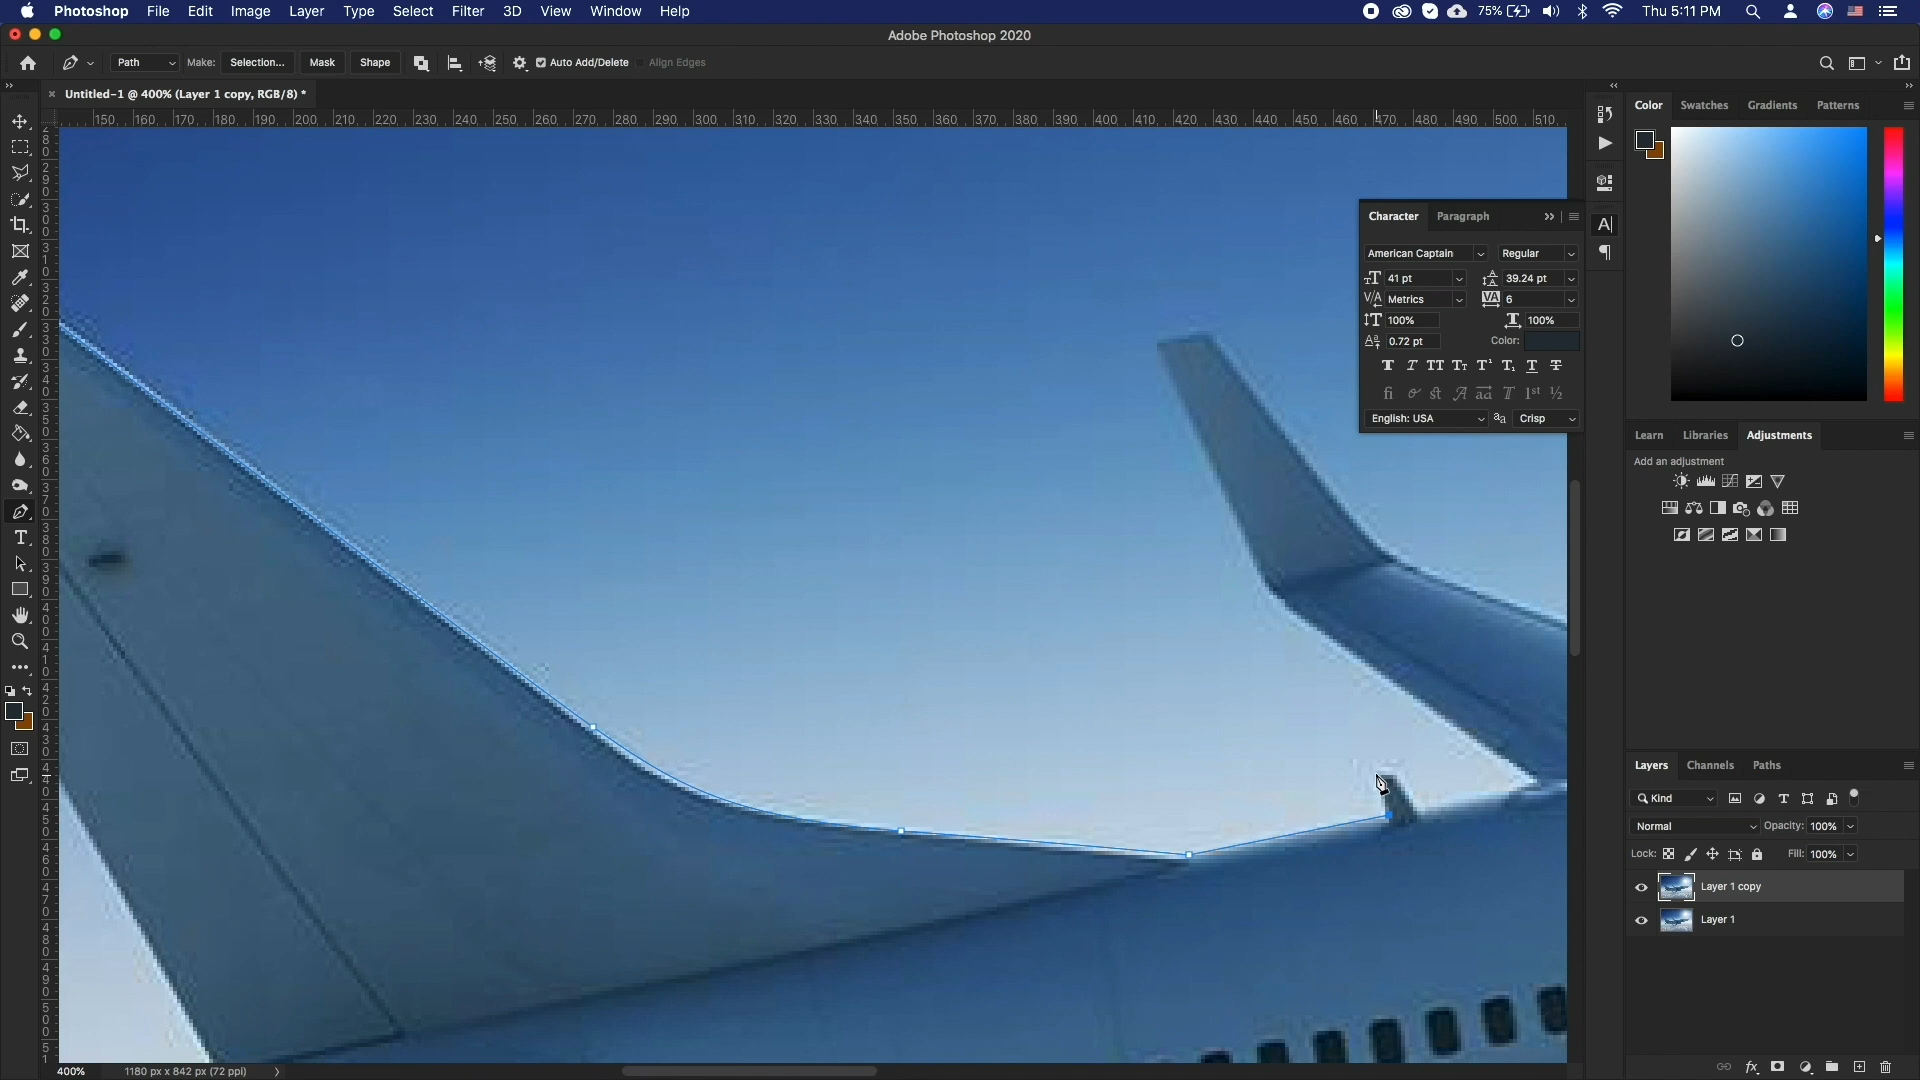 Photoshop File Edit Image Layer Type Select Filter 3D View Window Help 75% Thu 5:11 PM
Adobe Photoshop 2020
Path Make: Selection... Mask Shape Auto Add/Delete Align Edges
Untitled-1 @ 400% (Layer 1 copy, RGB/8) *
Color Swatches Gradients Patterns
150 160 170 180 190 200 210 220 230 240 250 260 270 280 290 300 310 320 330 340 350 360 370 380 390 400 410 420 430 440 450 460 470 480 490 500 510
Character Paragraph
American Captain Regular
41 pt 39.24 pt
Metrics 6
100% 100%
0.72 pt Color:
English: USA Crisp
Learn Libraries Adjustments
Add an adjustment
Layers Channels Paths
Kind
Normal Opacity: 100%
Lock: Fill: 100%
Layer 1 copy
Layer 1
400% 1180 px x 842 px (72 ppi)